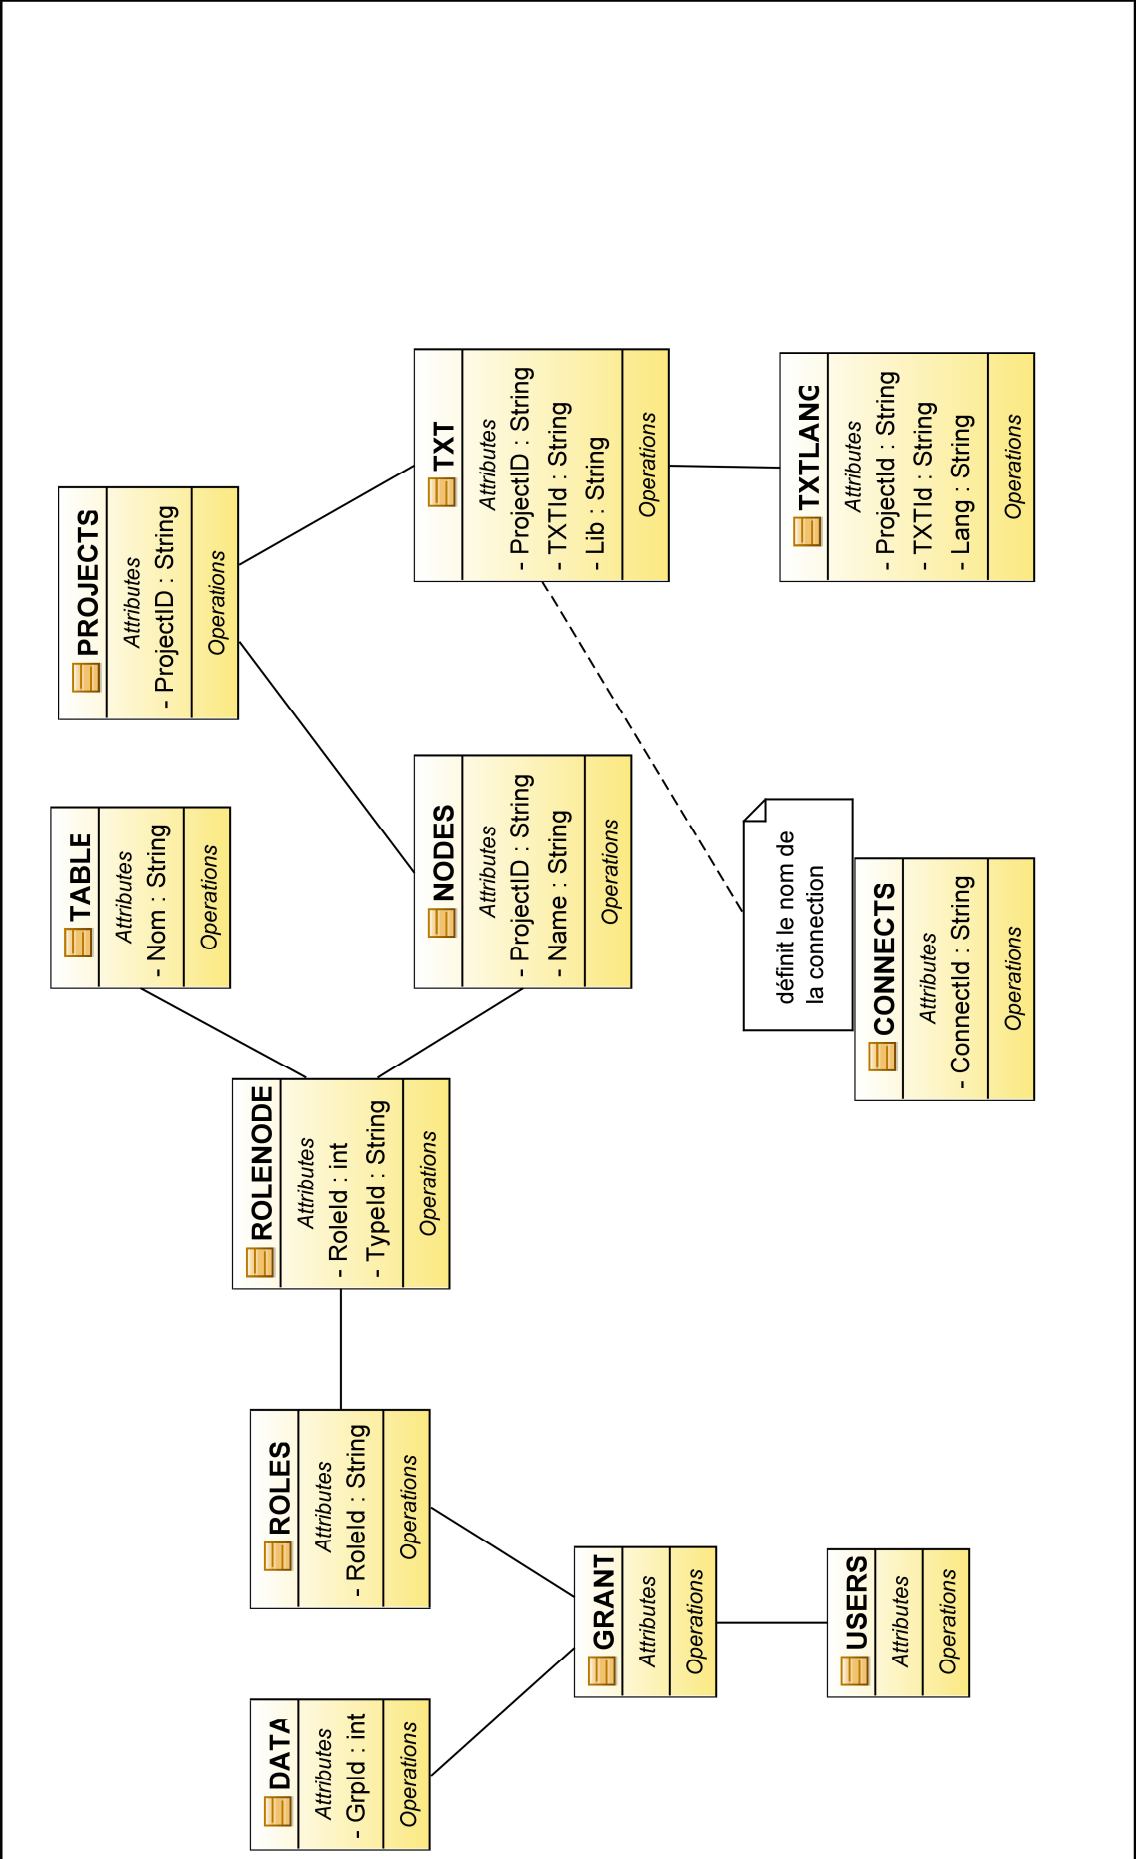 TABLE
Attributes
- Nom : String
Operations
PROJECTS
Attributes
- ProjectID : String
Operations
DATA
Attributes
- GrpId : int
Operations
ROLES
Attributes
- RoleId : String
Operations
ROLENODE
Attributes
- RoleId : int
- TypeId : String
Operations
NODES
Attributes
- ProjectID : String
- Name : String
Operations
TXT
Attributes
- ProjectID : String
- TXTId : String
- Lib : String
Operations
GRANT
Attributes
Operations
USERS
Attributes
Operations
définit le nom de
la connection
CONNECTS
Attributes
- ConnectId : String
Operations
TXTLANG
Attributes
- ProjectId : String
- TXTId : String
- Lang : String
Operations